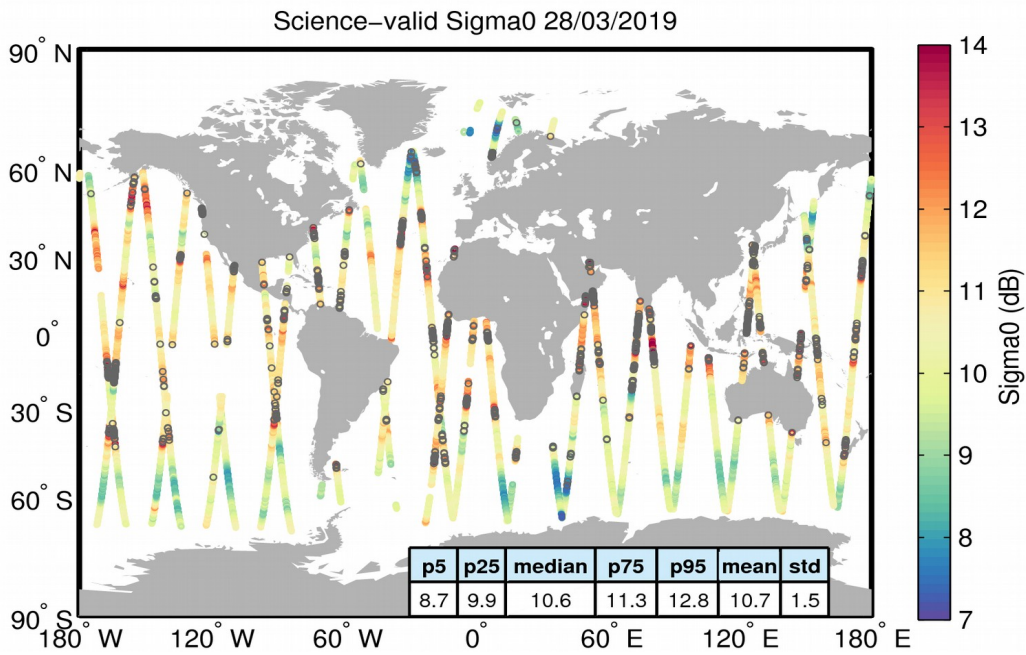 Science−valid Sigma0 28/03/2019
90° N
60° N
30° N
0°
30° S
60° S
90° S
180° W
120° W
60° W
0°
60° E
120° E
180° E
p5 p25 median p75 p95 mean std
8.7 9.9 10.6 11.3 12.8 10.7 1.5
14
13
12
11
10
9
8
7
Sigma0 (dB)